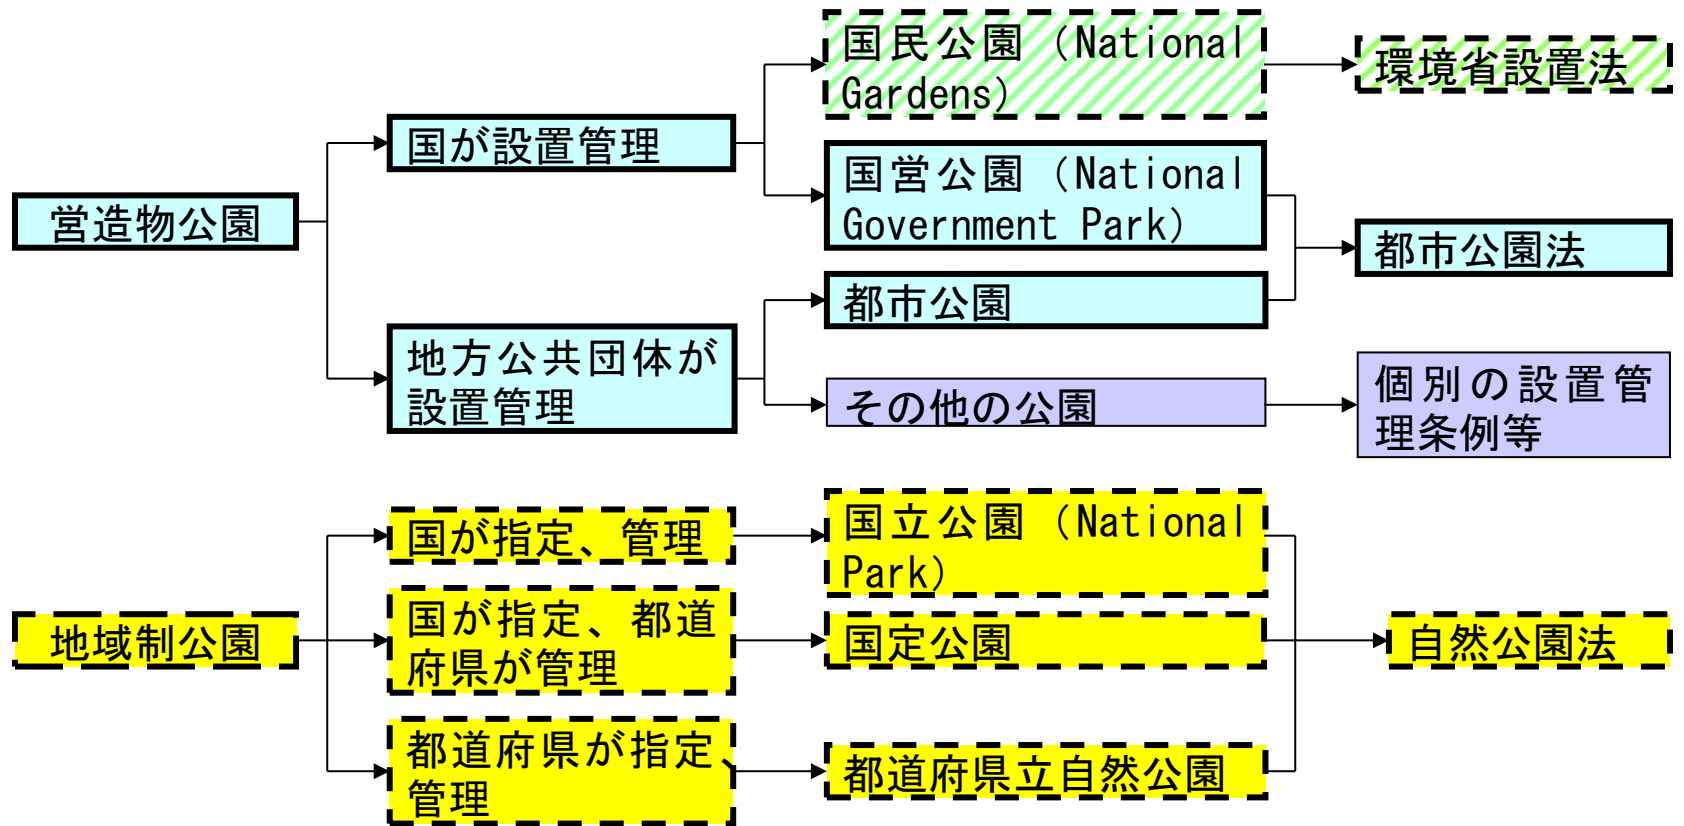 国民公園（National
Gardens）
環境省設置法
国が設置管理
国営公園（National
Government Park）
営造物公園
都市公園法
都市公園
地方公共団体が
設置管理
その他の公園
個別の設置管
理条例等
国が指定、管理
国立公園（National
Park）
地域制公園
国が指定、都道
府県が管理
国定公園
自然公園法
都道府県が指定、
管理
都道府県立自然公園